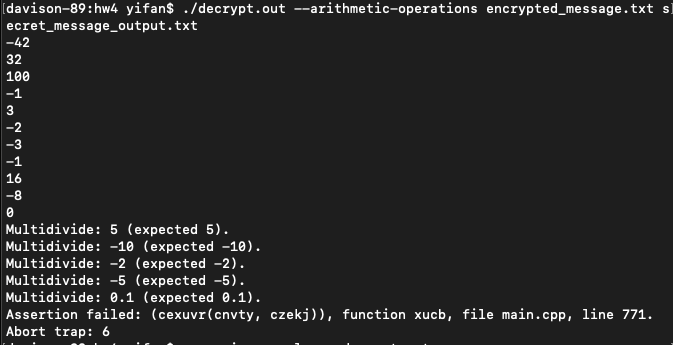 [davison-89:hw4 yifan$ ./decrypt.out --arithmetic-operations encrypted_message.txt s]
ecret_message_output.txt
-42
32
100
-1
3
-2
-3
-1
16
-8
0
Multidivide: 5 (expected 5).
Multidivide: -10 (expected -10).
Multidivide: -2 (expected -2).
Multidivide: -5 (expected -5).
Multidivide: 0.1 (expected 0.1).
Assertion failed: (cexuvr(cnvty, czekj)), function xucb, file main.cpp, line 771.
Abort trap: 6